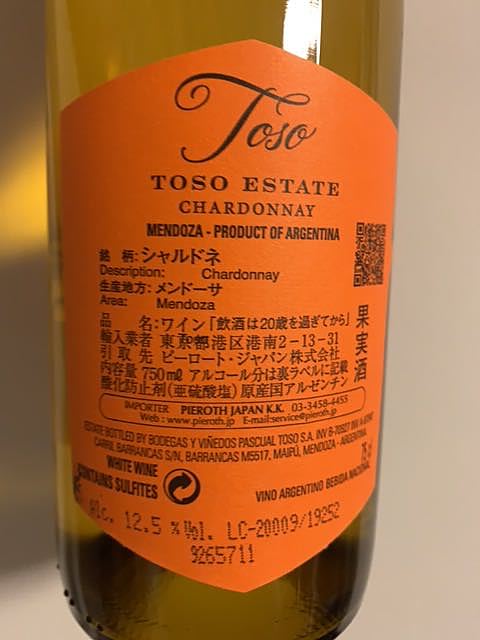 Toso
TOSO ESTATE
CHARDONNAY
MENDOZA - PRODUCT OF ARGENTINA
銘　柄:シャルドネ
Description: Chardonnay
生産地方:メンドーサ
Area: Mendoza
品　名:ワイン「飲酒は20歳を過ぎてから」
輸入業者 東京都港区港南2-13-31
引取先 ピーロート・ジャパン株式会社
内容量 750mℓ アルコール分は裏ラベルに記載
酸化防止剤(亜硫酸塩) 原産国アルゼンチン
果実酒
IMPORTER PIEROTH JAPAN K.K. 03-3458-4455
Web : www.pieroth.jp E-mail:service@pieroth.jp
ESTATE BOTTLED BY BODEGAS Y VIÑEDOS PASCUAL TOSO S.A. INV B-70527 INV
CARRIL BARRANCAS S/N, BARRANCAS M5517, MAIPÚ, MENDOZA - ARGENTINA.
WHITE WINE
CONTAINS SULFITES
75 cl
VINO ARGENTINO BEBIDA NACIONAL
Alc. 12.5 %Vol. LC-20009/19252
9265711